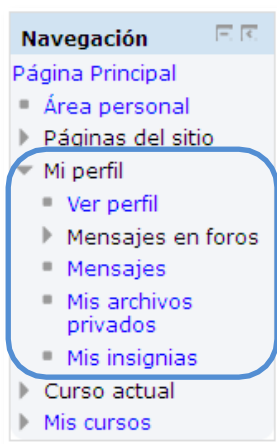 Navegación
Página Principal
Área personal
Páginas del sitio
Mi perfil
Ver perfil
Mensajes en foros
Mensajes
Mis archivos
privados
Mis insignias
Curso actual
Mis cursos